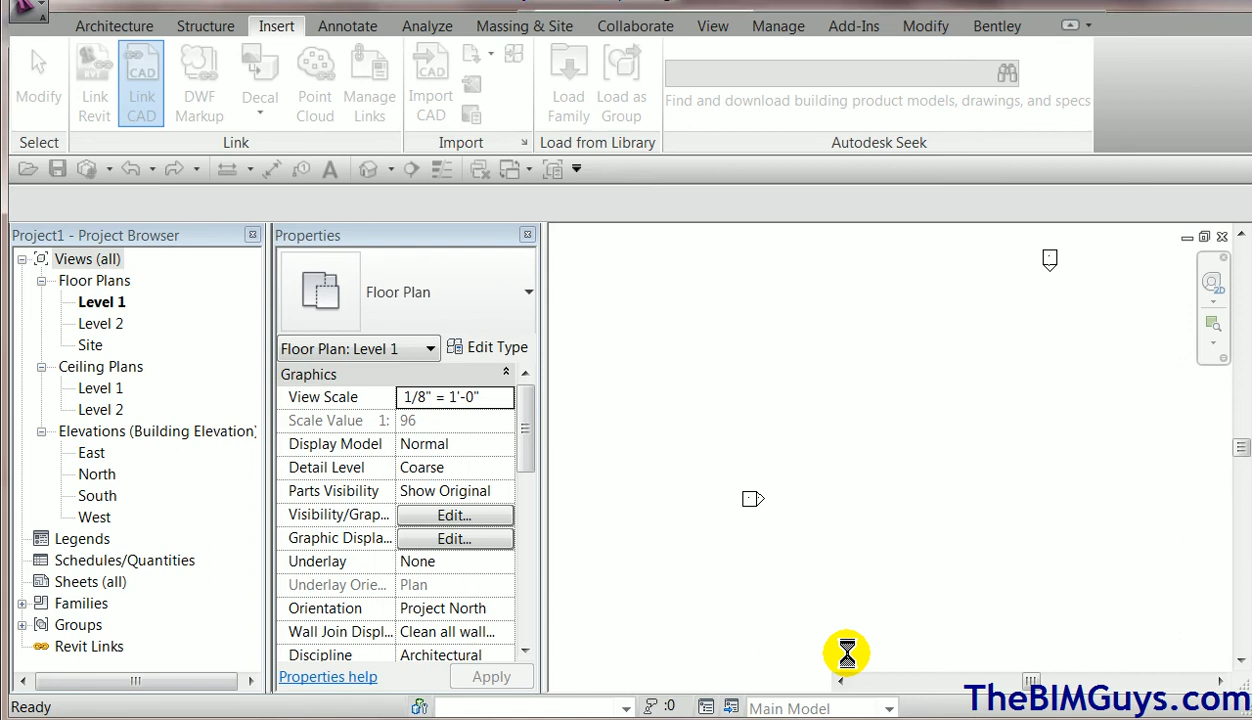 Architecture Structure Insert Annotate Analyze Massing & Site Collaborate View Manage Add-Ins Modify Bentley
Modify
Link Revit
Link CAD
DWF Markup
Decal
Point Cloud
Manage Links
Import CAD
Load Family
Load as Group
Find and download building product models, drawings, and specs
Select Link Import Load from Library Autodesk Seek
Project1 - Project Browser
Views (all)
Floor Plans
Level 1
Level 2
Site
Ceiling Plans
Level 1
Level 2
Elevations (Building Elevation)
East
North
South
West
Legends
Schedules/Quantities
Sheets (all)
Families
Groups
Revit Links
Properties
Floor Plan
Floor Plan: Level 1 Edit Type
Graphics
View Scale 1/8" = 1'-0"
Scale Value 1: 96
Display Model Normal
Detail Level Coarse
Parts Visibility Show Original
Visibility/Grap... Edit...
Graphic Displa... Edit...
Underlay None
Underlay Orie... Plan
Orientation Project North
Wall Join Displ... Clean all wall...
Discipline Architectural
Properties help Apply
2D
Ready :0 Main Model
TheBIMGuys.com